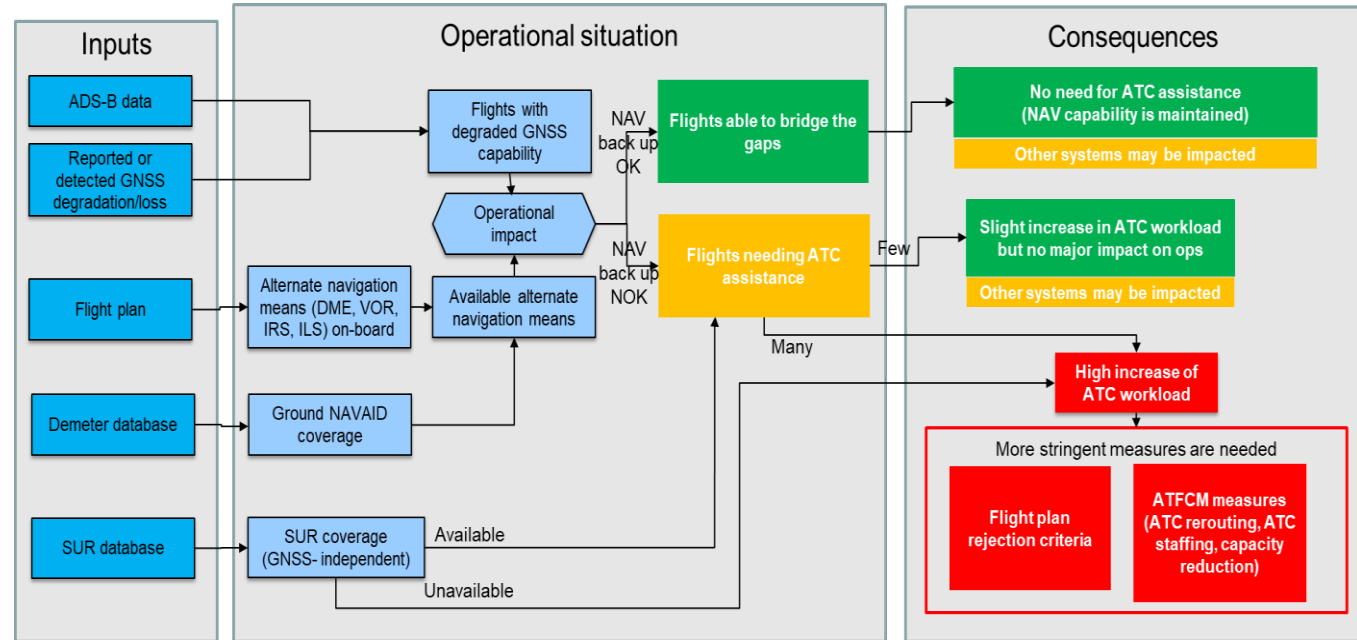 Inputs
ADS-B data
Reported or
detected GNSS
degradation/loss
Flight plan
Demeter database
SUR database
Operational situation
Flights with
degraded GNSS
capability
Operational
impact
Alternate navigation
means (DME, VOR,
IRS, ILS) on-board
Available alternate
navigation means
Ground NAVAID
coverage
SUR coverage
(GNSS- independent)
Available
Unavailable
NAV
back up
OK
NAV
back up
NOK
Flights able to bridge the
gaps
Flights needing ATC
assistance
Few
Many
Consequences
No need for ATC assistance
(NAV capability is maintained)
Other systems may be impacted
Slight increase in ATC workload
but no major impact on ops
Other systems may be impacted
High increase of
ATC workload
More stringent measures are needed
Flight plan
rejection criteria
ATFCM measures
(ATC rerouting, ATC
staffing, capacity
reduction)